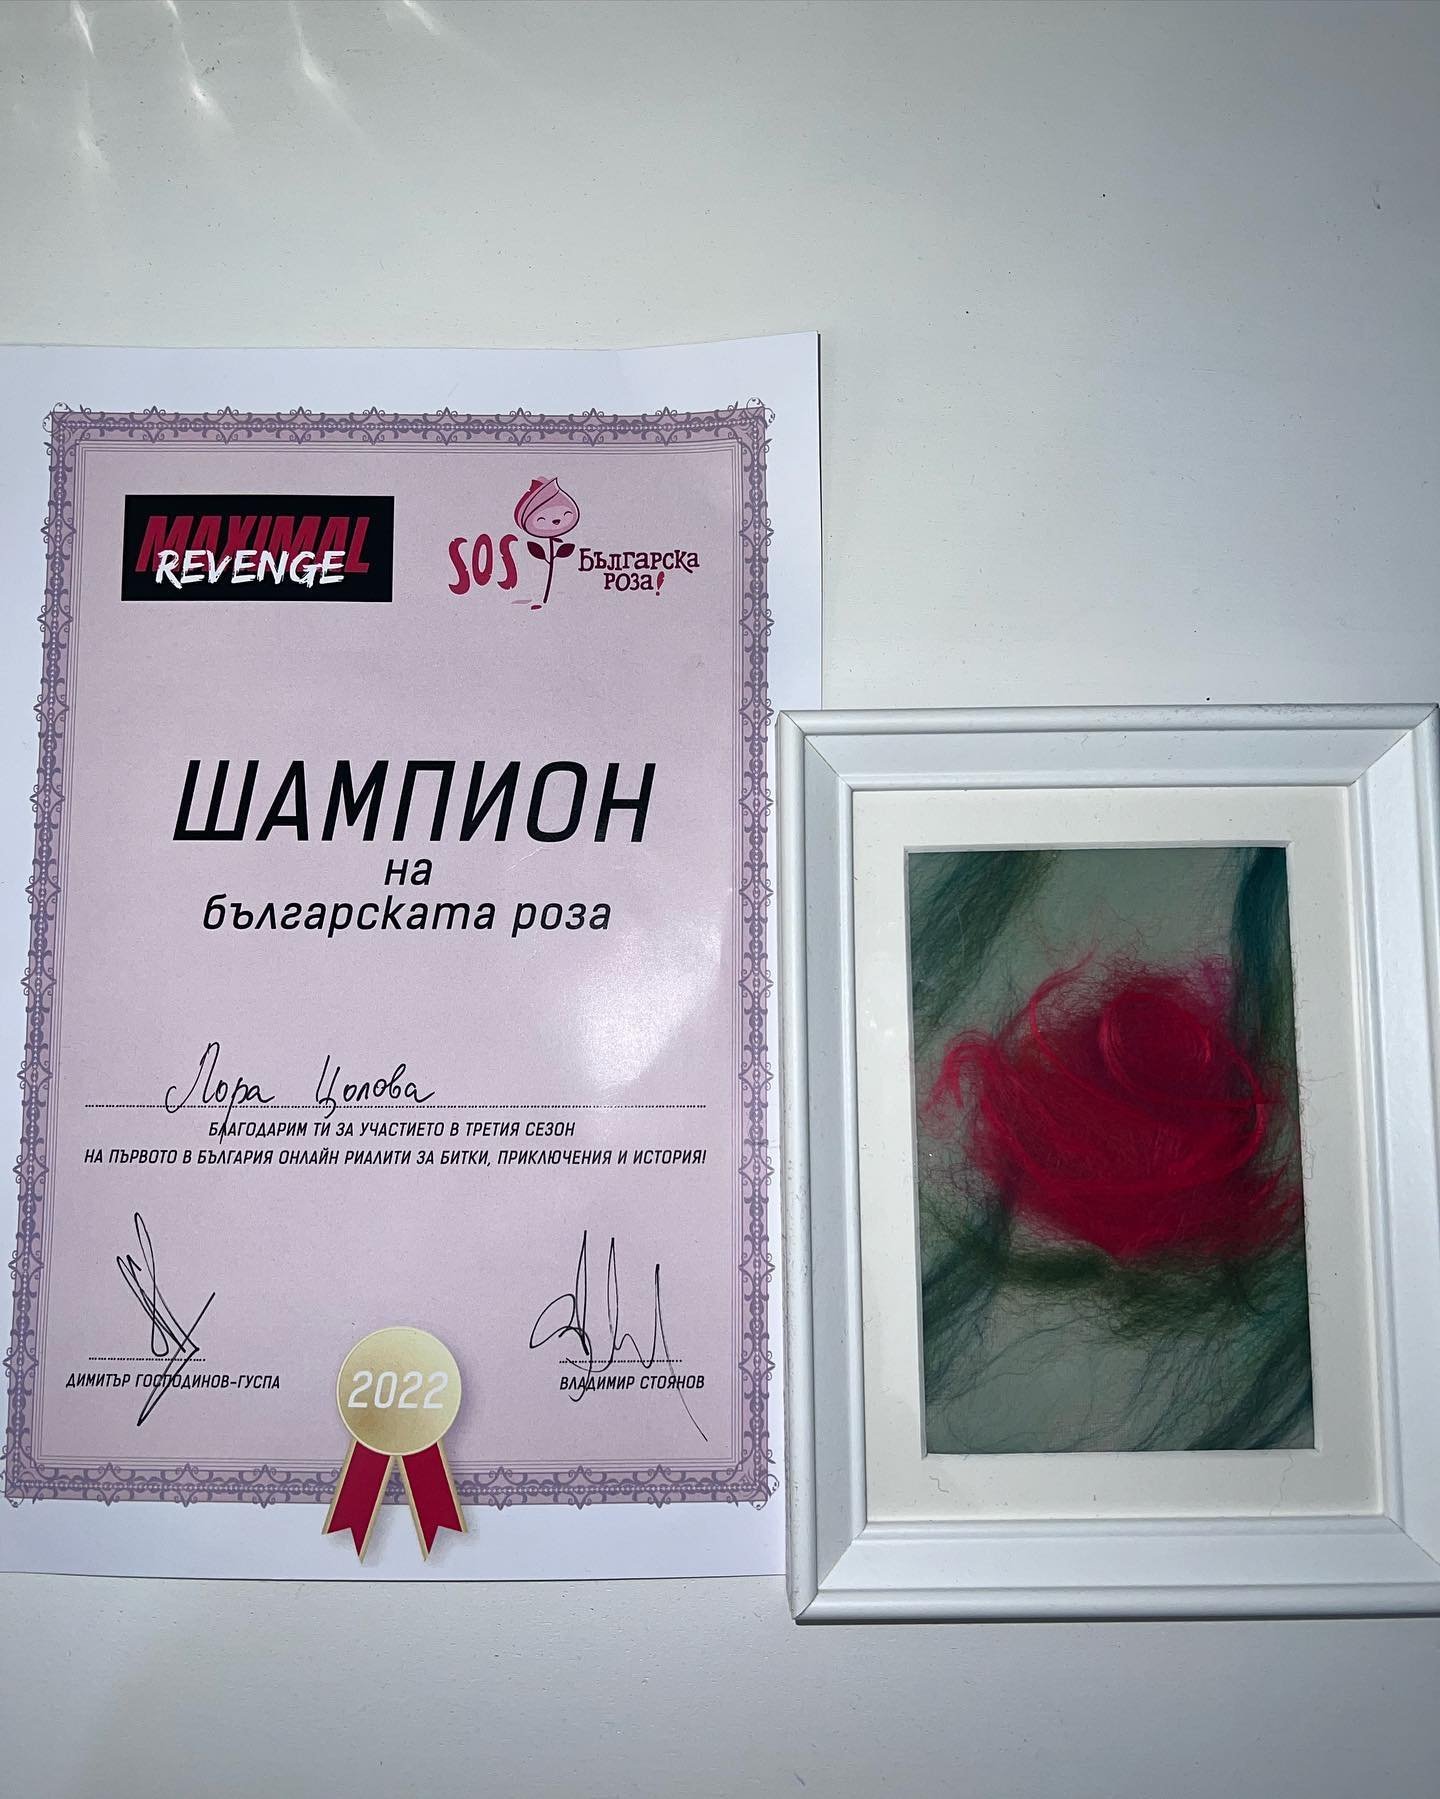 MAXIMAL
REVENGE
SOS
Българска
роза!
ШАМПИОН
на
българската роза
Лора Цолова
БЛАГОДАРИМ ТИ ЗА УЧАСТИЕТО В ТРЕТИЯ СЕЗОН
НА ПЪРВОТО В БЪЛГАРИЯ ОНЛАЙН РИАЛИТИ ЗА БИТКИ, ПРИКЛЮЧЕНИЯ И ИСТОРИЯ!
ДИМИТЪР ГОСПОДИНОВ-ГУСПА
ВЛАДИМИР СТОЯНОВ
2022